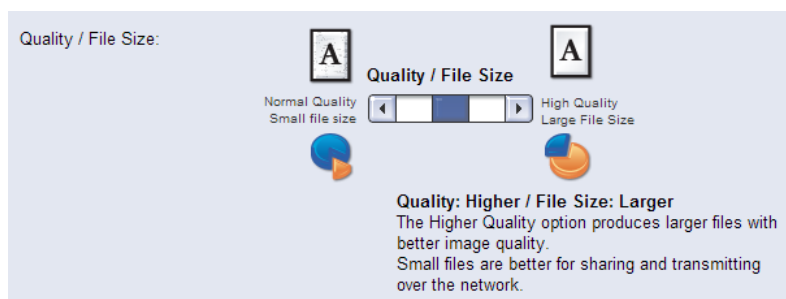 Quality / File Size:
A
A
Quality / File Size
Normal Quality
Small file size
High Quality
Large File Size
Quality: Higher / File Size: Larger
The Higher Quality option produces larger files with
better image quality.
Small files are better for sharing and transmitting
over the network.